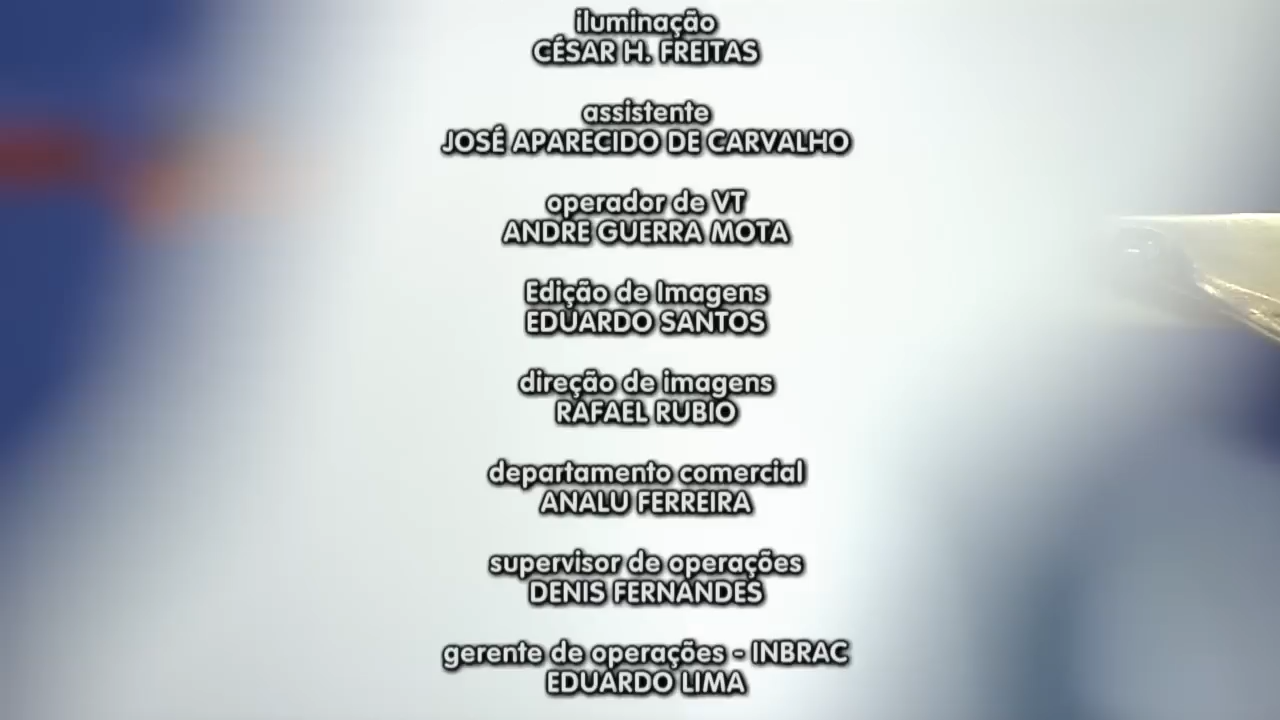 iluminação
CÉSAR H. FREITAS
assistente
JOSÉ APARECIDO DE CARVALHO
operador de VT
ANDRE GUERRA MOTA
Edição de Imagens
EDUARDO SANTOS
direção de imagens
RAFAEL RUBIO
departamento comercial
ANALU FERREIRA
supervisor de operações
DENIS FERNANDES
gerente de operações - INBRAC
EDUARDO LIMA